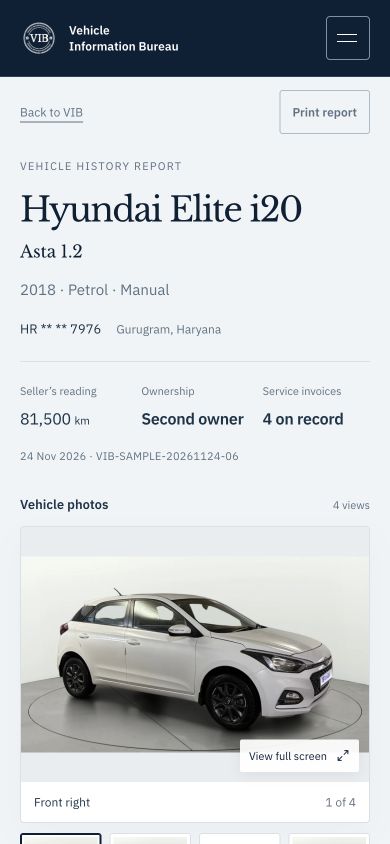 VIB
Vehicle
Information Bureau
Back to VIB
Print report
VEHICLE HISTORY REPORT
Hyundai Elite i20
Asta 1.2
2018 · Petrol · Manual
HR ** ** 7976 Gurugram, Haryana
Seller's reading Ownership Service invoices
81,500 km Second owner 4 on record
24 Nov 2026 · VIB-SAMPLE-20261124-06
Vehicle photos 4 views
View full screen
Front right 1 of 4